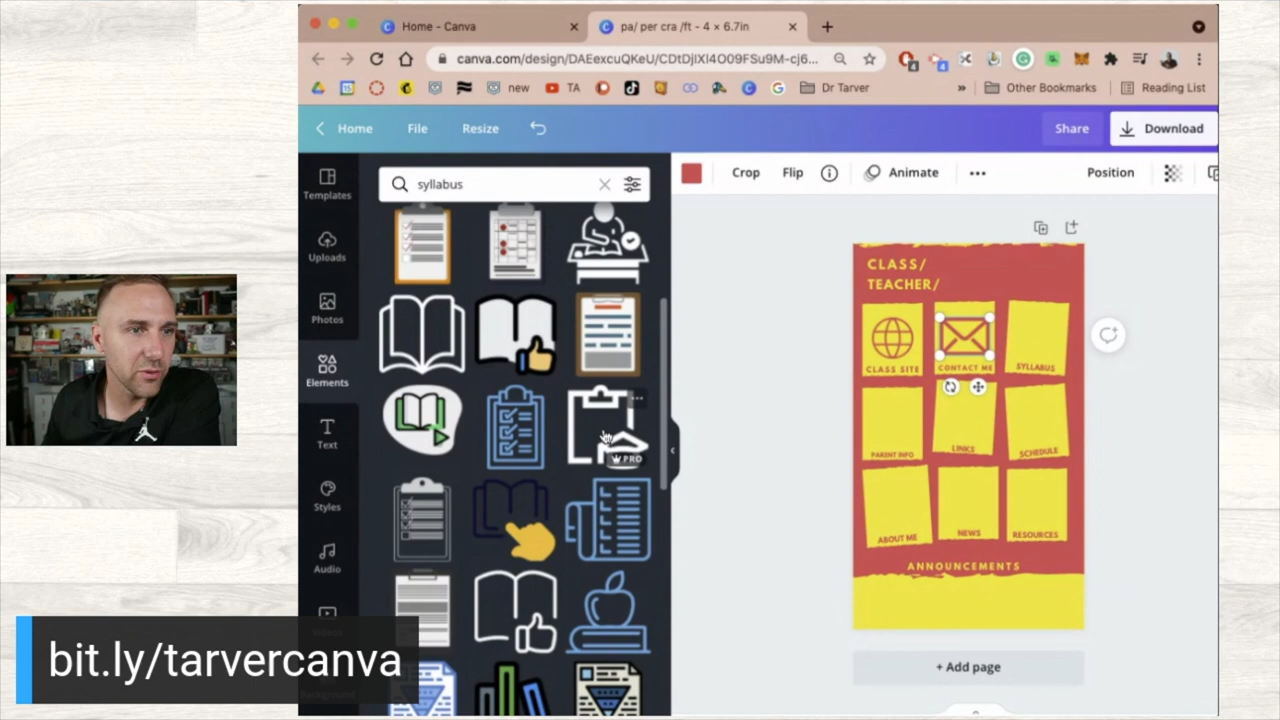 Home - Canva
pa/ per cra /ft - 4 × 6.7in
canva.com/design/DAEexcuQKeU/CDtDjIXl4O09FSu9M-cj6...
new
TA
Dr Tarver
»
Other Bookmarks
Reading List
Home
File
Resize
Share
Download
Templates
Uploads
Photos
Elements
Text
Styles
Audio
syllabus
PRO
Crop
Flip
Animate
Position
CLASS/
TEACHER/
CLASS SITE
CONTACT ME
SYLLABUS
PARENT INFO
LINKS
SCHEDULE
ABOUT ME
NEWS
RESOURCES
ANNOUNCEMENTS
+ Add page
bit.ly/tarvercanva